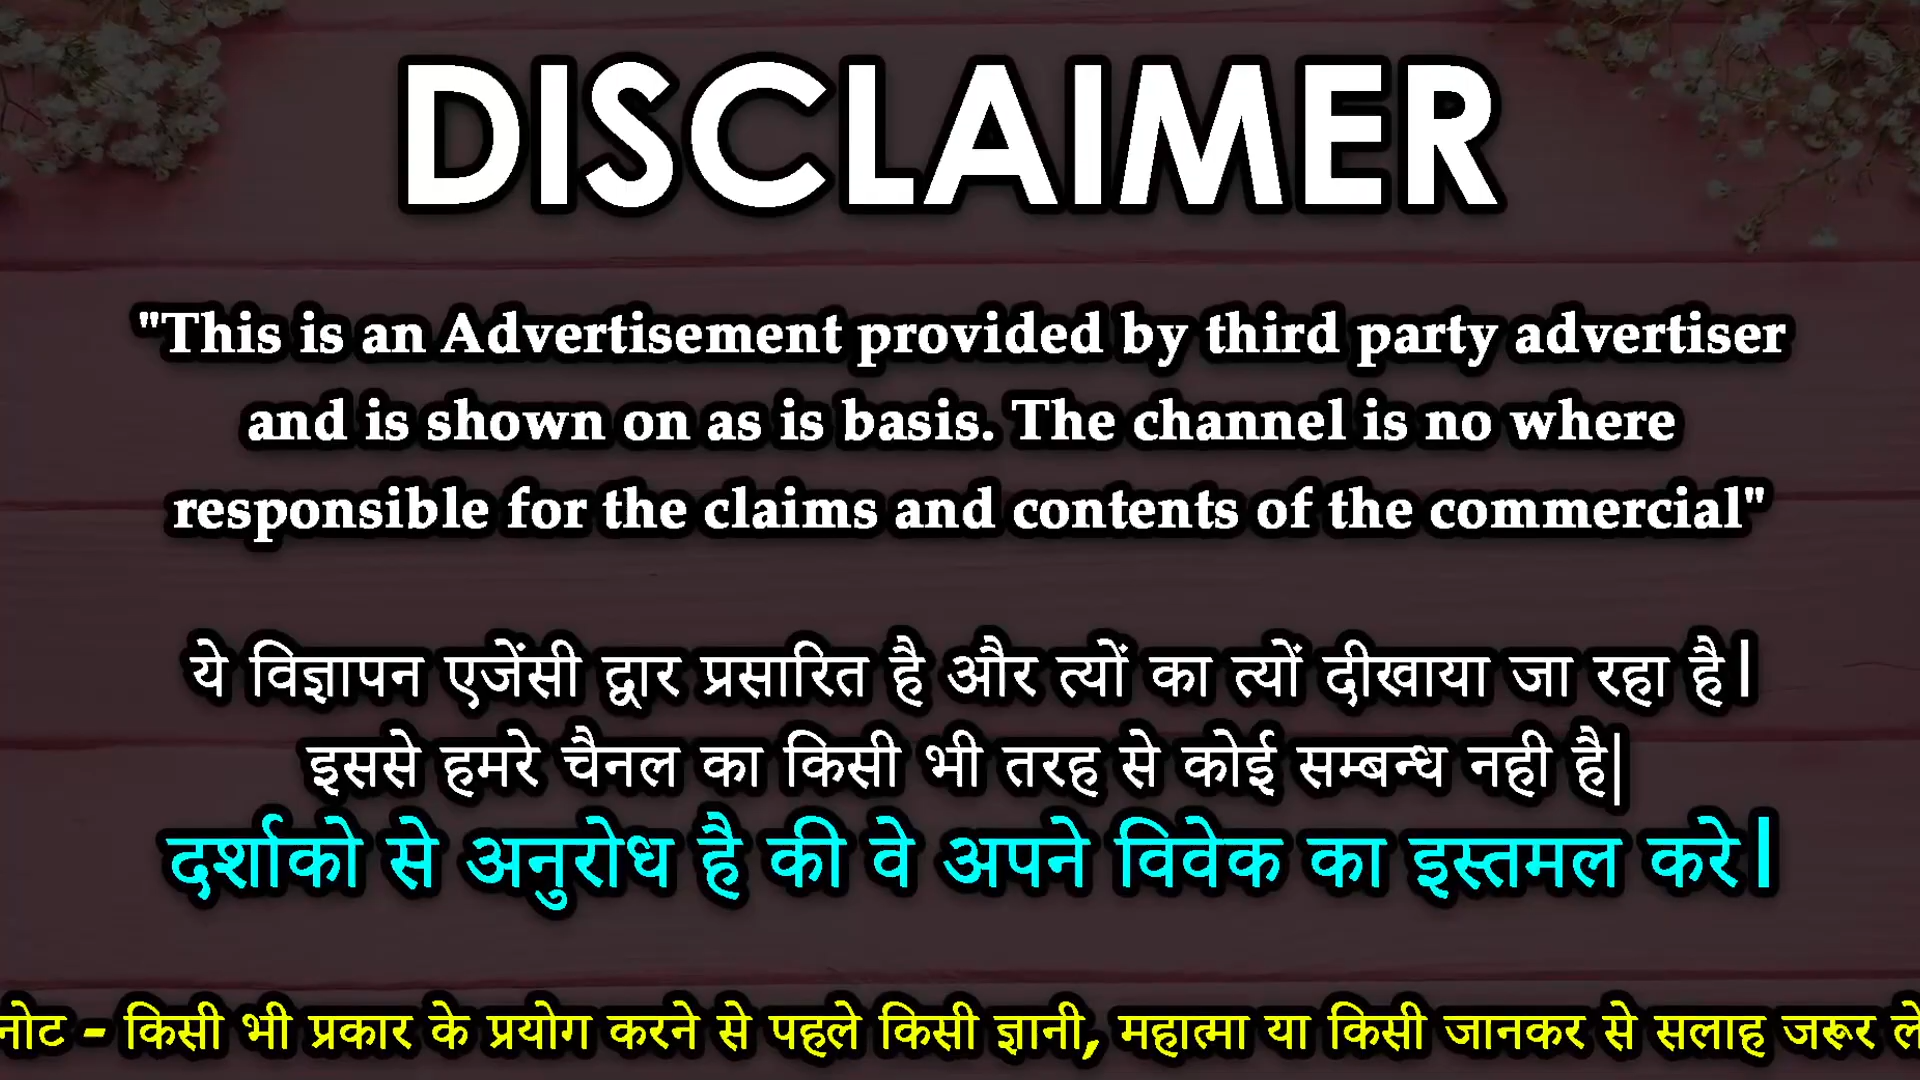 DISCLAIMER
"This is an Advertisement provided by third party advertiser
and is shown on as is basis. The channel is no where
responsible for the claims and contents of the commercial"
ये विज्ञापन एजेंसी द्वार प्रसारित है और त्यों का त्यों दीखाया जा रहा है।
इससे हमरे चैनल का किसी भी तरह से कोई सम्बन्ध नही है|
दर्शाको से अनुरोध है की वे अपने विवेक का इस्तमल करे।
नोट - किसी भी प्रकार के प्रयोग करने से पहले किसी ज्ञानी, महात्मा या किसी जानकर से सलाह जरूर ले